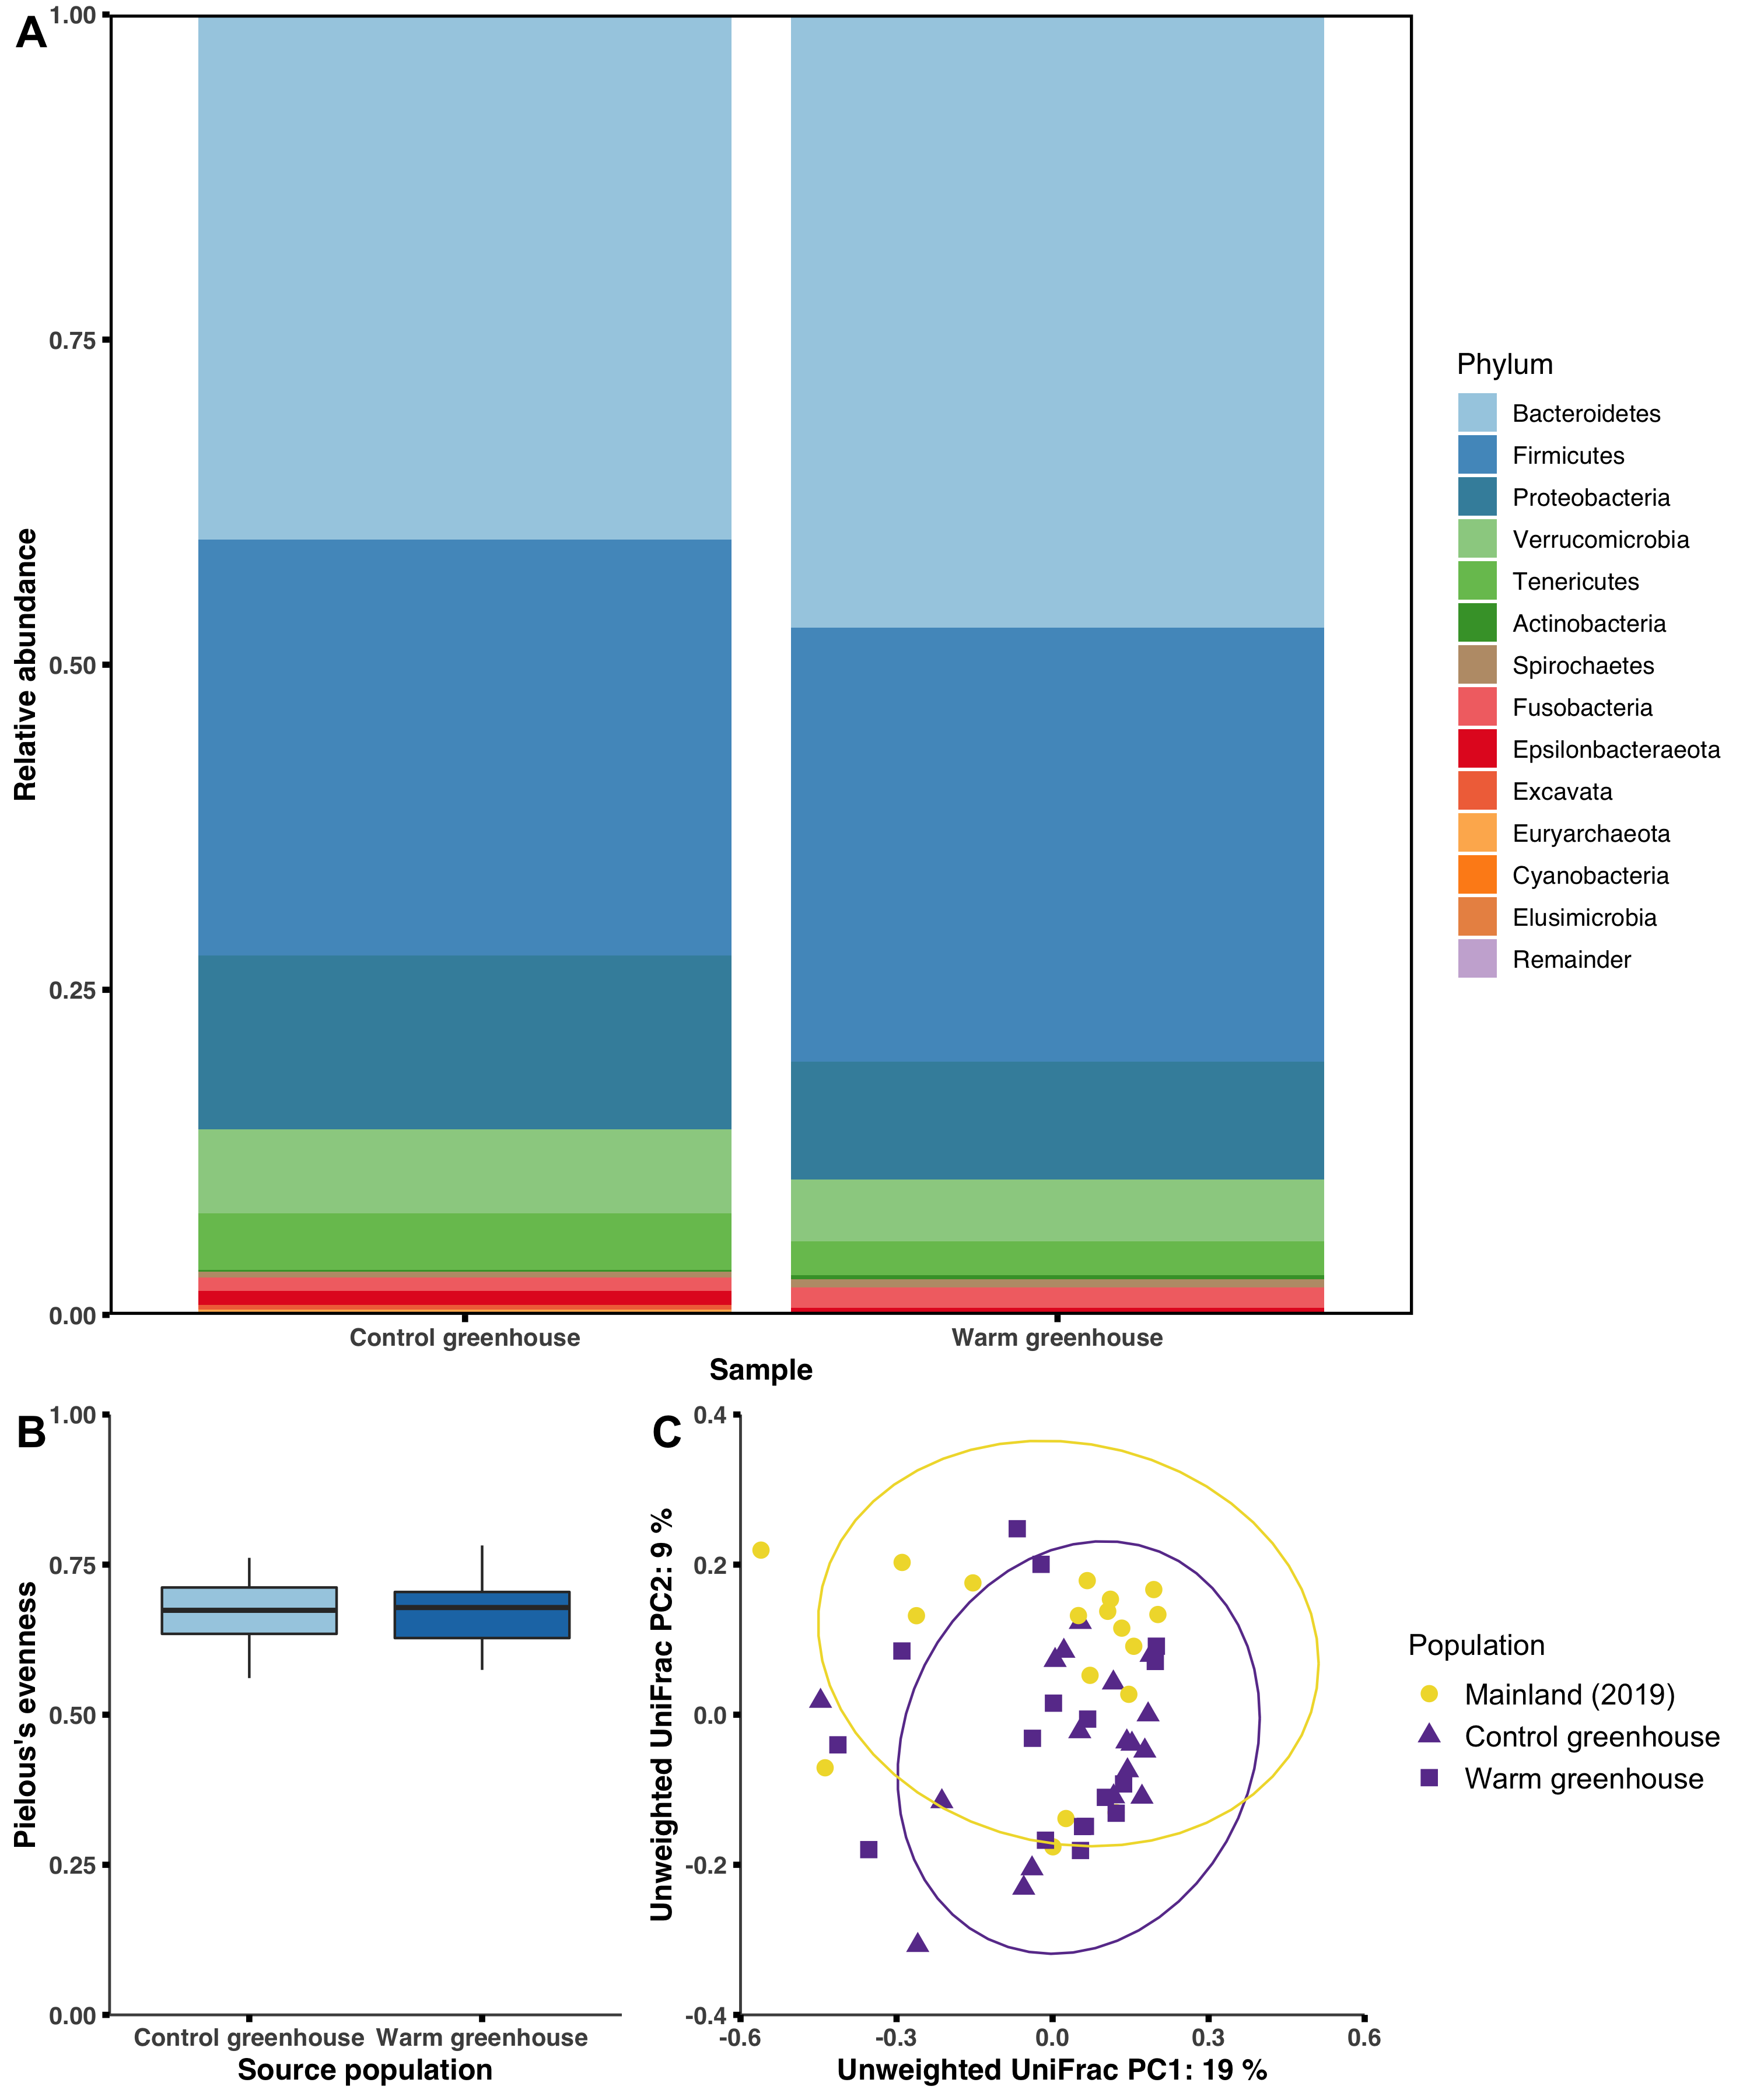 A
1.00
0.75
0.50
0.25
0.00
Relative abundance
Control greenhouse
Warm greenhouse
Sample
Phylum
Bacteroidetes
Firmicutes
Proteobacteria
Verrucomicrobia
Tenericutes
Actinobacteria
Spirochaetes
Fusobacteria
Epsilonbacteraeota
Excavata
Euryarchaeota
Cyanobacteria
Elusimicrobia
Remainder
B
1.00
0.75
0.50
0.25
0.00
Pielous's evenness
Control greenhouse
Warm greenhouse
Source population
C
0.4
0.2
0.0
-0.2
-0.4
Unweighted UniFrac PC2: 9 %
-0.6
-0.3
0.0
0.3
0.6
Unweighted UniFrac PC1: 19 %
Population
Mainland (2019)
Control greenhouse
Warm greenhouse